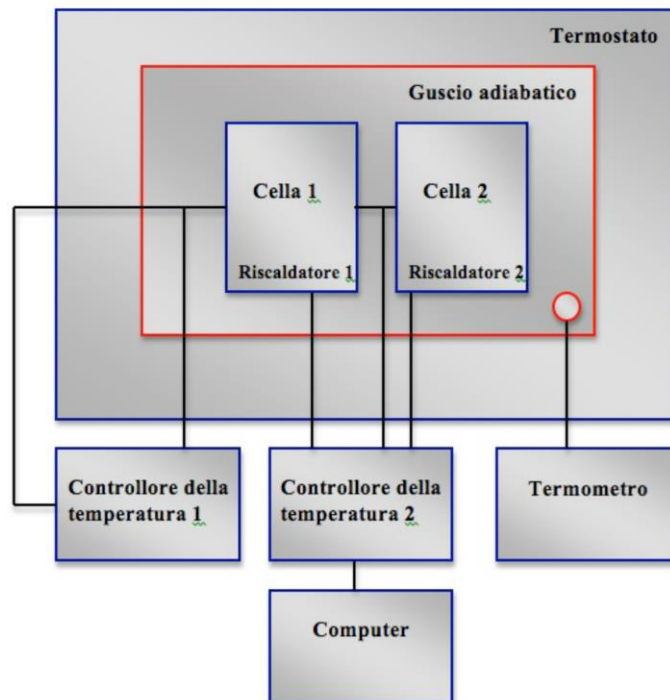 Termostato
Guscio adiabatico
Cella 1
Cella 2
Riscaldatore 1
Riscaldatore 2
Controllore della
temperatura 1
Controllore della
temperatura 2
Termometro
Computer